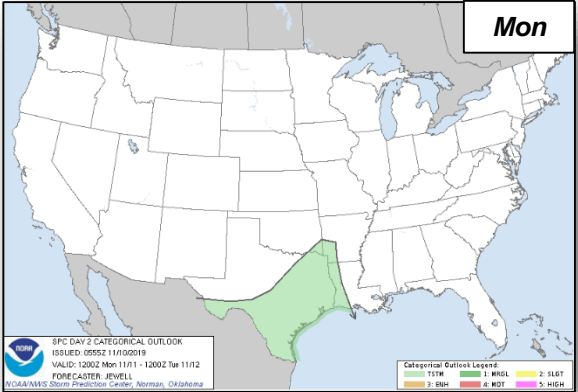 Mon
NOAA
SPC DAY 2 CATEGORICAL OUTLOOK
ISSUED: 0555Z 11/10/2019
VALID: 1200Z Mon 11/11 - 1200Z Tue 11/12
FORECASTER: JEWELL
NOAA/NWS Storm Prediction Center, Norman, Oklahoma
Categorical Outlook Legend:
TSTM 1: MRGL 2: SLGT
3: ENH 4: MDT 5: HIGH